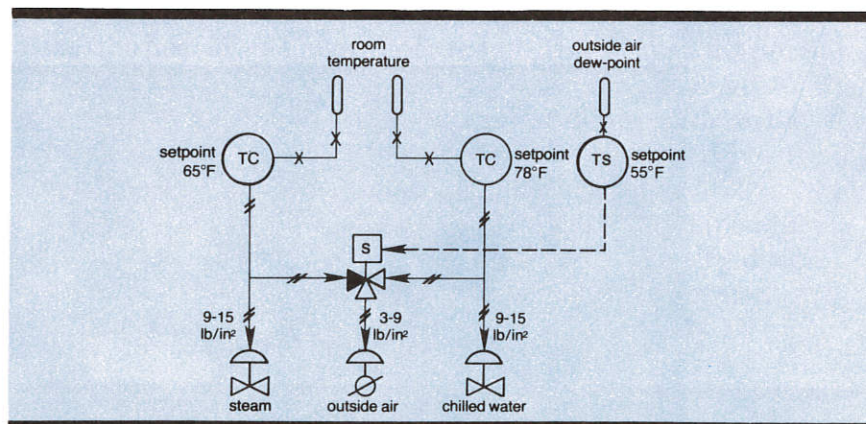 room
temperature
outside air
dew-point
setpoint
65°F
TC
TC
setpoint
78°F
TS
setpoint
55°F
S
9-15
lb/in²
3-9
lb/in²
9-15
lb/in²
steam
outside air
chilled water